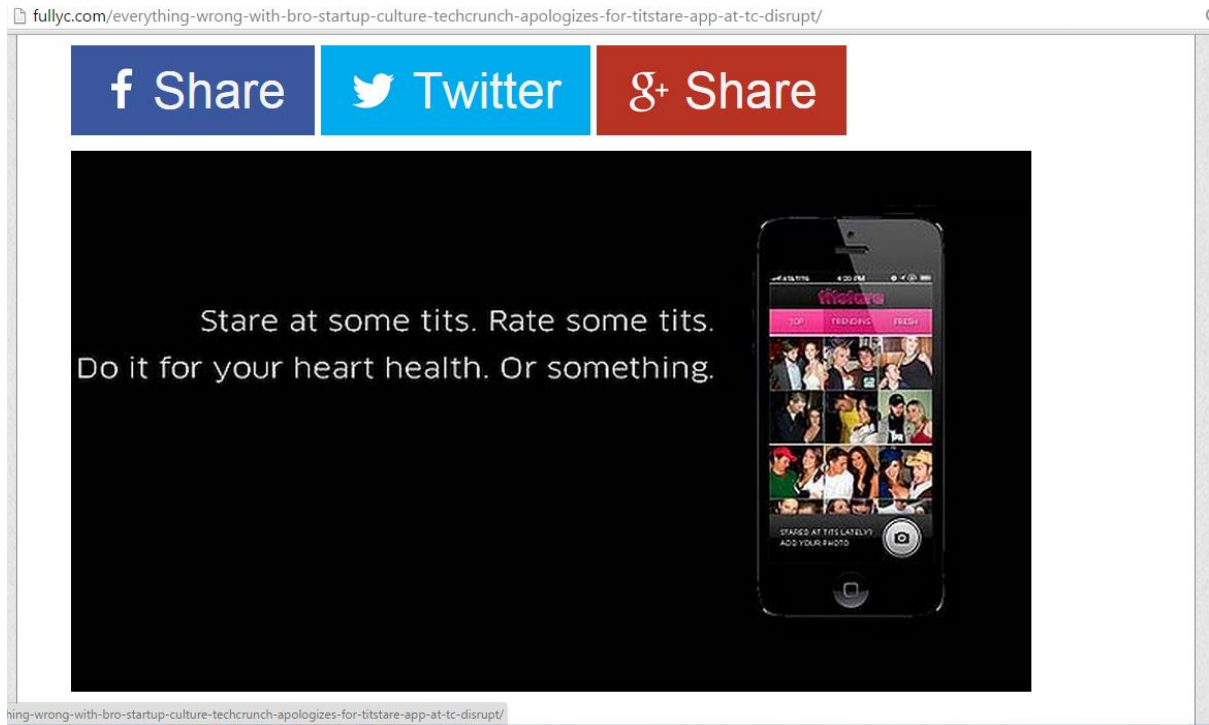 fullyc.com/everything-wrong-with-bro-startup-culture-techcrunch-apologizes-for-titstare-app-at-tc-disrupt/
f Share
Twitter
g+ Share
Stare at some tits. Rate some tits.
Do it for your heart health. Or something.
4:20 PM
titstare
TOP TRENDING FRESH
STARED AT TITS LATELY?
ADD YOUR PHOTO
hing-wrong-with-bro-startup-culture-techcrunch-apologizes-for-titstare-app-at-tc-disrupt/